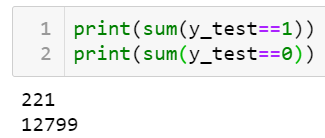 1 print(sum(y_test==1))
2 print(sum(y_test==0))
221
12799